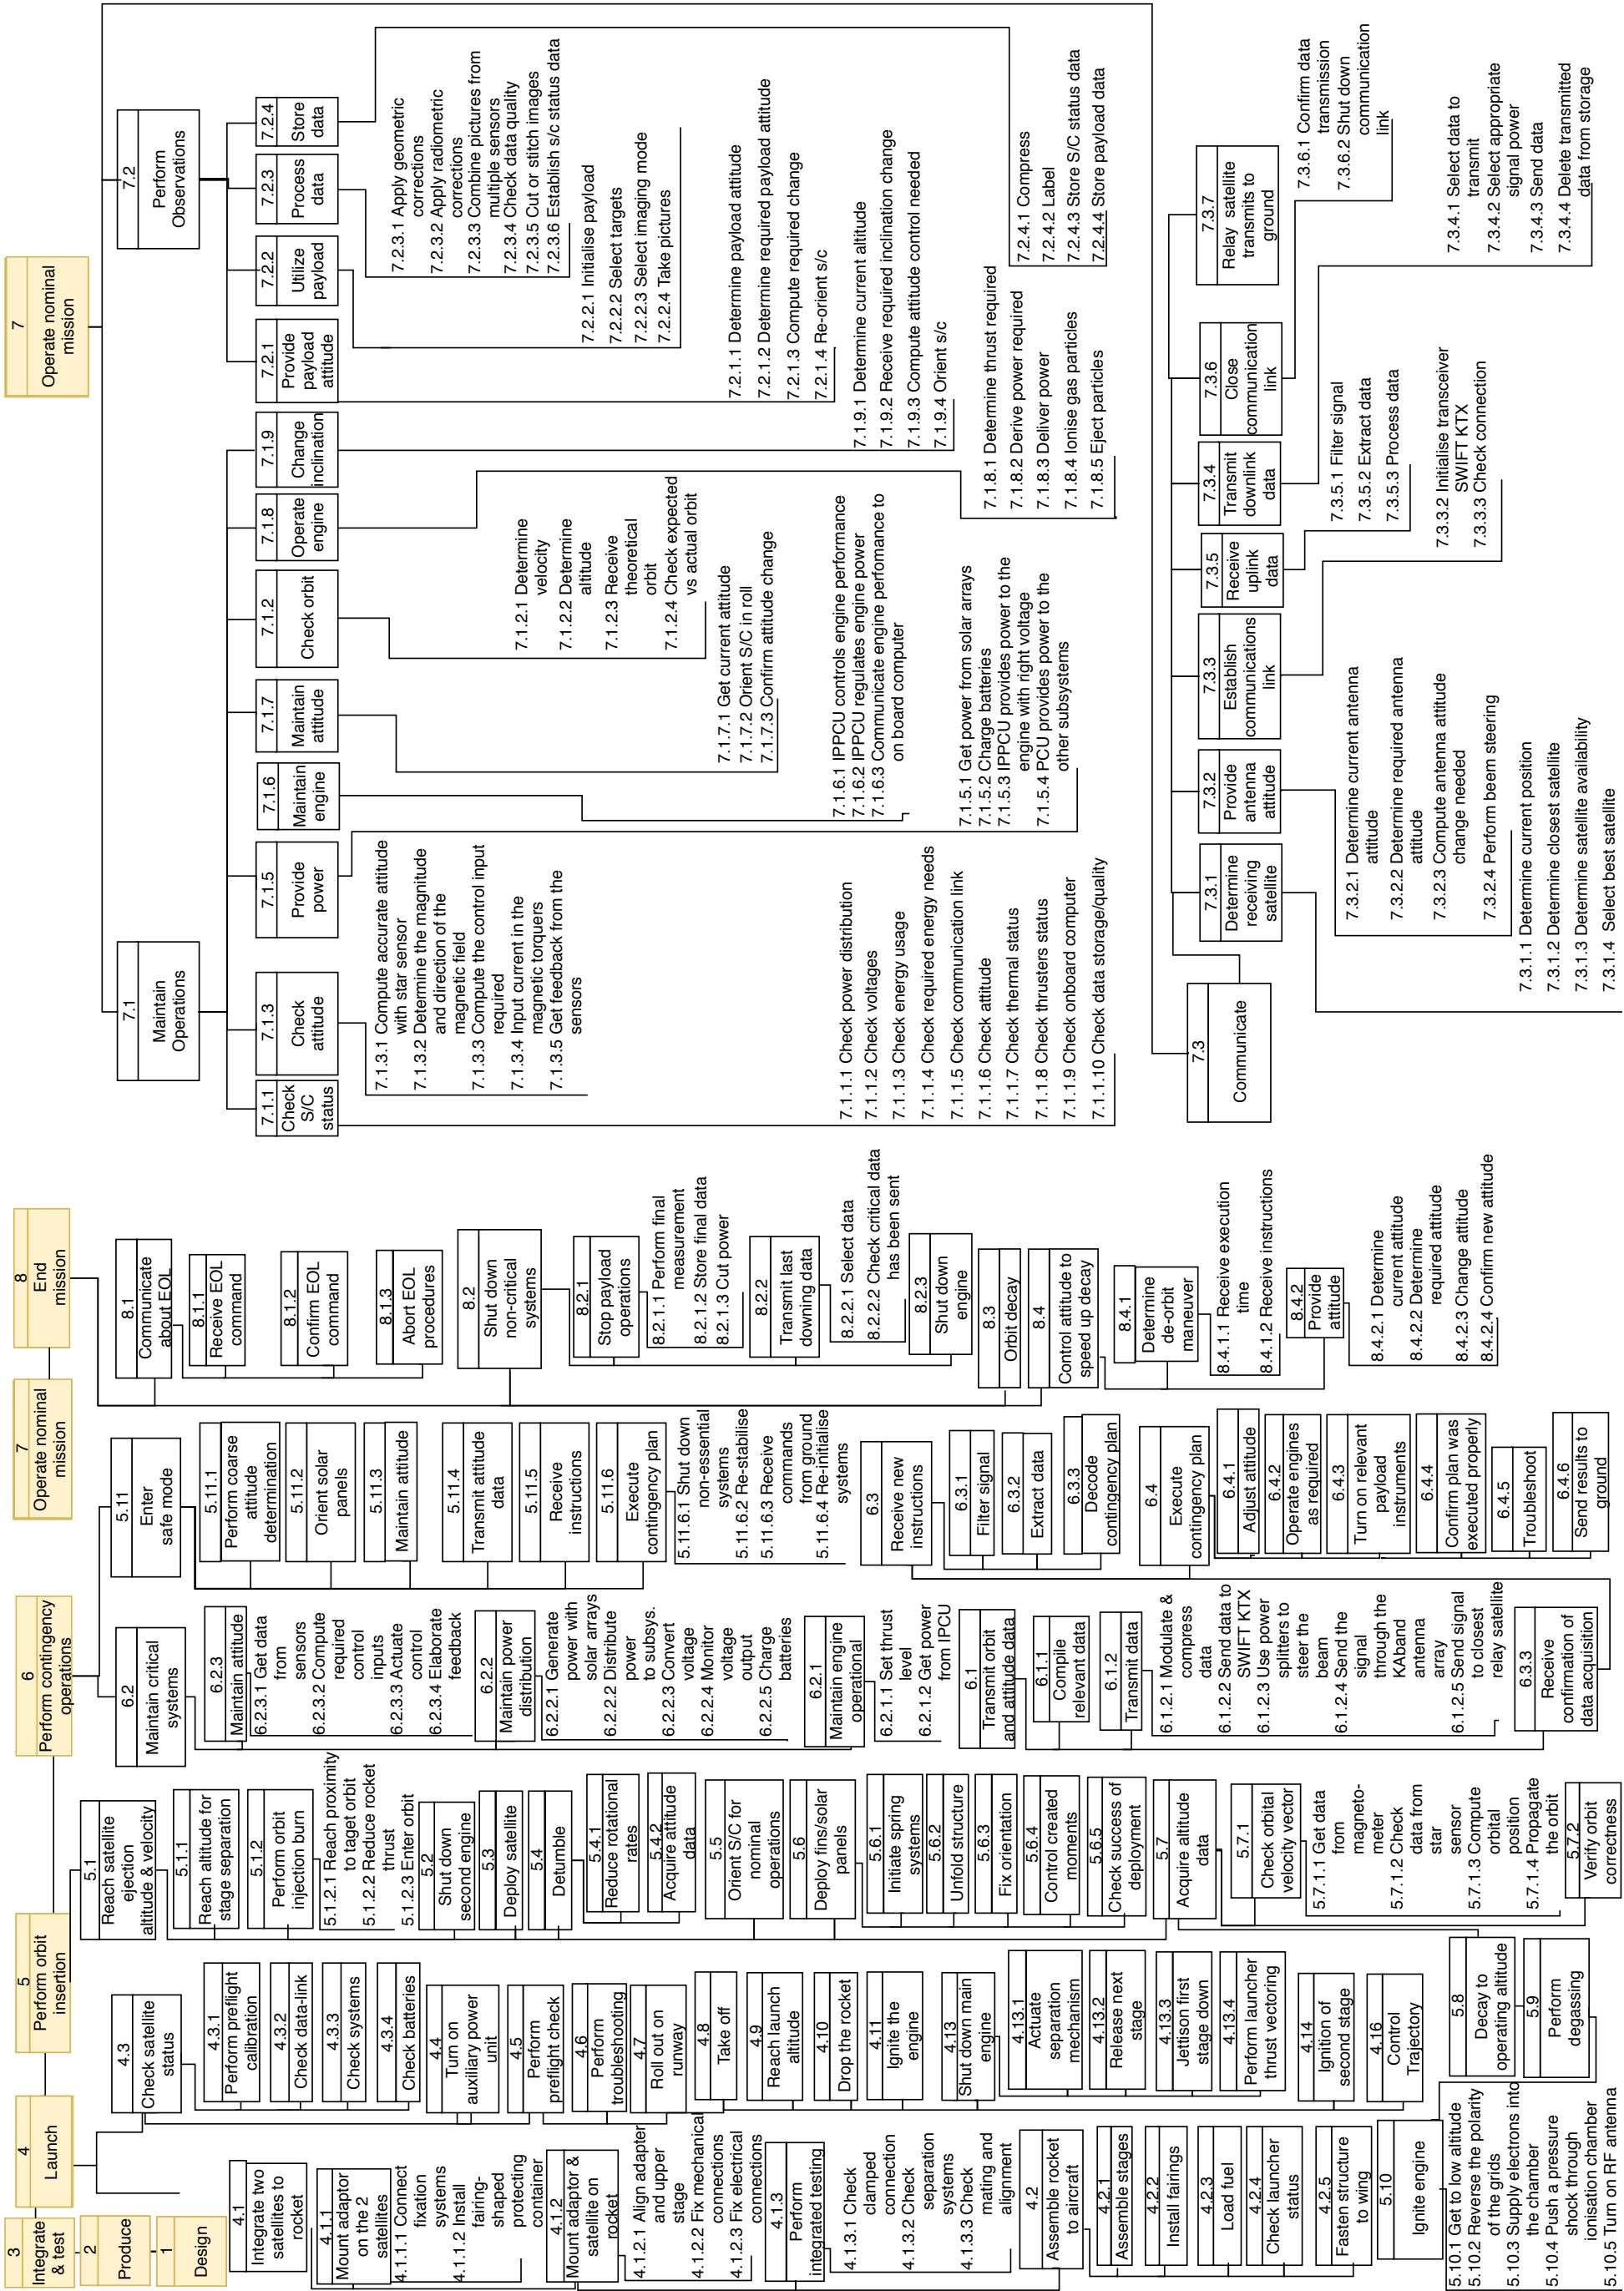 3
Integrate
& test
2
Produce
1
Design
4
Launch
5
Perform orbit
insertion
6
Perform contingency
operations
7
Operate nominal
mission
8
End
mission
4.1
Integrate two
satellites to
rocket
4.1.1
Mount adaptor
on the 2
satellites
4.1.1.1 Connect
fixation
systems
4.1.1.2 Install
fairing-
shaped
protecting
container
4.1.2
Mount adaptor &
satellite on
rocket
4.1.2.1 Align adapter
and upper
stage
4.1.2.2 Fix mechanical
connections
4.1.2.3 Fix electrical
connections
4.1.3
Perform
integrated testing
4.1.3.1 Check
clamped
connection
4.1.3.2 Check
separation
systems
4.1.3.3 Check
mating and
alignment
4.2
Assemble rocket
to aircraft
4.2.1
Assemble stages
4.2.2
Install fairings
4.2.3
Load fuel
4.2.4
Check launcher
status
4.2.5
Fasten structure
to wing
5.10
Ignite engine
5.10.1 Get to low altitude
5.10.2 Reverse the polarity
of the grids
5.10.3 Supply electrons into
the chamber
5.10.4 Push a pressure
shock through
ionisation chamber
5.10.5 Turn on RF antenna
4.3
Check satellite
status
4.3.1
Perform preflight
calibration
4.3.2
Check data-link
4.3.3
Check systems
4.3.4
Check batteries
4.4
Turn on
auxiliary power
unit
4.5
Perform
preflight check
4.6
Perform
troubleshooting
4.7
Roll out on
runway
4.8
Take off
4.9
Reach launch
altitude
4.10
Drop the rocket
4.11
Ignite the
engine
4.13
Shut down main
engine
4.13.1
Actuate
separation
mechanism
4.13.2
Release next
stage
4.13.3
Jettison first
stage down
4.13.4
Perform launcher
thrust vectoring
4.14
Ignition of
second stage
4.16
Control
Trajectory
5.8
Decay to
operating altitude
5.9
Perform
degassing
5.1
Reach satellite
ejection
altitude & velocity
5.1.1
Reach altitude for
stage separation
5.1.2
Perform orbit
injection burn
5.1.2.1 Reach proximity
to taget orbit
5.1.2.2 Reduce rocket
thrust
5.1.2.3 Enter orbit
5.2
Shut down
second engine
5.3
Deploy satellite
5.4
Detumble
5.4.1
Reduce rotational
rates
5.4.2
Acquire attitude
data
5.5
Orient S/C for
nominal
operations
5.6
Deploy fins/solar
panels
5.6.1
Initiate spring
systems
5.6.2
Unfold structure
5.6.3
Fix orientation
5.6.4
Control created
moments
5.6.5
Check success of
deployment
5.7
Acquire altitude
data
5.7.1
Check orbital
velocity vector
5.7.1.1 Get data
from
magneto-
meter
5.7.1.2 Check
data from
star
sensor
5.7.1.3 Compute
orbital
position
5.7.1.4 Propagate
the orbit
5.7.2
Verify orbit
correctness
6.2
Maintain critical
systems
6.2.3
Maintain attitude
6.2.3.1 Get data
from
sensors
6.2.3.2 Compute
required
control
inputs
6.2.3.3 Actuate
control
6.2.3.4 Elaborate
feedback
6.2.2
Maintain power
distribution
6.2.2.1 Generate
power with
solar arrays
6.2.2.2 Distribute
power
to subsys.
6.2.2.3 Convert
voltage
6.2.2.4 Monitor
voltage
output
6.2.2.5 Charge
batteries
6.2.1
Maintain engine
operational
6.2.1.1 Set thrust
level
6.2.1.2 Get power
from IPCU
6.1
Transmit orbit
and attitude data
6.1.1
Compile
relevant data
6.1.2
Transmit data
6.1.2.1 Modulate &
compress
data
6.1.2.2 Send data to
SWIFT KTX
6.1.2.3 Use power
splitters to
steer the
beam
6.1.2.4 Send the
signal
through the
KAband
antenna
array
6.1.2.5 Send signal
to closest
relay satellite
6.3.3
Receive
confirmation of
data acquisition
5.11
Enter
safe mode
5.11.1
Perform coarse
attitude
determination
5.11.2
Orient solar
panels
5.11.3
Maintain attitude
5.11.4
Transmit attitude
data
5.11.5
Receive
instructions
5.11.6
Execute
contingency plan
5.11.6.1 Shut down
non-essential
systems
5.11.6.2 Re-stabilise
5.11.6.3 Receive
commands
from ground
5.11.6.4 Re-initialise
systems
6.3
Receive new
instructions
6.3.1
Filter signal
6.3.2
Extract data
6.3.3
Decode
contingency plan
6.4
Execute
contingency plan
6.4.1
Adjust attitude
6.4.2
Operate engines
as required
6.4.3
Turn on relevant
payload
instruments
6.4.4
Confirm plan was
executed properly
6.4.5
Troubleshoot
6.4.6
Send results to
ground
8.1
Communicate
about EOL
8.1.1
Receive EOL
command
8.1.2
Confirm EOL
command
8.1.3
Abort EOL
procedures
8.2
Shut down
non-critical
systems
8.2.1
Stop payload
operations
8.2.1.1 Perform final
measurement
8.2.1.2 Store final data
8.2.1.3 Cut power
8.2.2
Transmit last
downing data
8.2.2.1 Select data
8.2.2.2 Check critical data
has been sent
8.2.3
Shut down
engine
8.3
Orbit decay
8.4
Control attitude to
speed up decay
8.4.1
Determine
de-orbit
maneuver
8.4.1.1 Receive execution
time
8.4.1.2 Receive instructions
8.4.2
Provide
attitude
8.4.2.1 Determine
current attitude
8.4.2.2 Determine
required attitude
8.4.2.3 Change attitude
8.4.2.4 Confirm new attitude
7
Operate nominal
mission
7.1
Maintain
Operations
7.1.1
Check
S/C
status
7.1.1.1 Check power distribution
7.1.1.2 Check voltages
7.1.1.3 Check energy usage
7.1.1.4 Check required energy needs
7.1.1.5 Check communication link
7.1.1.6 Check attitude
7.1.1.7 Check thermal status
7.1.1.8 Check thrusters status
7.1.1.9 Check onboard computer
7.1.1.10 Check data storage/quality
7.1.3
Check
attitude
7.1.3.1 Compute accurate attitude
with star sensor
7.1.3.2 Determine the magnitude
and direction of the
magnetic field
7.1.3.3 Compute the control input
required
7.1.3.4 Input current in the
magnetic torquers
7.1.3.5 Get feedback from the
sensors
7.1.5
Provide
power
7.1.5.1 Get power from solar arrays
7.1.5.2 Charge batteries
7.1.5.3 IPPCU provides power to the
engine with right voltage
7.1.5.4 PCU provides power to the
other subsystems
7.1.6
Maintain
engine
7.1.6.1 IPPCU controls engine performance
7.1.6.2 IPPCU regulates engine power
7.1.6.3 Communicate engine perfomance to
on board computer
7.1.7
Maintain
attitude
7.1.7.1 Get current attitude
7.1.7.2 Orient S/C in roll
7.1.7.3 Confirm attitude change
7.1.2
Check orbit
7.1.2.1 Determine
velocity
7.1.2.2 Determine
altitude
7.1.2.3 Receive
theoretical
orbit
7.1.2.4 Check expected
vs actual orbit
7.1.8
Operate
engine
7.1.8.1 Determine thrust required
7.1.8.2 Derive power required
7.1.8.3 Deliver power
7.1.8.4 Ionise gas particles
7.1.8.5 Eject particles
7.1.9
Change
inclination
7.1.9.1 Determine current altitude
7.1.9.2 Receive required inclination change
7.1.9.3 Compute attitude control needed
7.1.9.4 Orient s/c
7.2
Perform
Observations
7.2.1
Provide
payload
attitude
7.2.1.1 Determine payload attitude
7.2.1.2 Determine required payload attitude
7.2.1.3 Compute required change
7.2.1.4 Re-orient s/c
7.2.2
Utilize
payload
7.2.2.1 Initialise payload
7.2.2.2 Select targets
7.2.2.3 Select imaging mode
7.2.2.4 Take pictures
7.2.3
Process
data
7.2.3.1 Apply geometric
corrections
7.2.3.2 Apply radiometric
corrections
7.2.3.3 Combine pictures from
multiple sensors
7.2.3.4 Check data quality
7.2.3.5 Cut or stitch images
7.2.3.6 Establish s/c status data
7.2.4
Store
data
7.2.4.1 Compress
7.2.4.2 Label
7.2.4.3 Store S/C status data
7.2.4.4 Store payload data
7.3
Communicate
7.3.1
Determine
receiving
satellite
7.3.1.1 Determine current position
7.3.1.2 Determine closest satellite
7.3.1.3 Determine satellite availability
7.3.1.4 Select best satellite
7.3.2
Provide
antenna
attitude
7.3.2.1 Determine current antenna
attitude
7.3.2.2 Determine required antenna
attitude
7.3.2.3 Compute antenna attitude
change needed
7.3.2.4 Perform beem steering
7.3.3
Establish
communications
link
7.3.3.2 Initialise transceiver
SWIFT KTX
7.3.3.3 Check connection
7.3.5
Receive
uplink
data
7.3.5.1 Filter signal
7.3.5.2 Extract data
7.3.5.3 Process data
7.3.4
Transmit
downlink
data
7.3.4.1 Select data to
transmit
7.3.4.2 Select appropriate
signal power
7.3.4.3 Send data
7.3.4.4 Delete transmitted
data from storage
7.3.6
Close
communication
link
7.3.6.1 Confirm data
transmission
7.3.6.2 Shut down
communication
link
7.3.7
Relay satellite
transmits to
ground